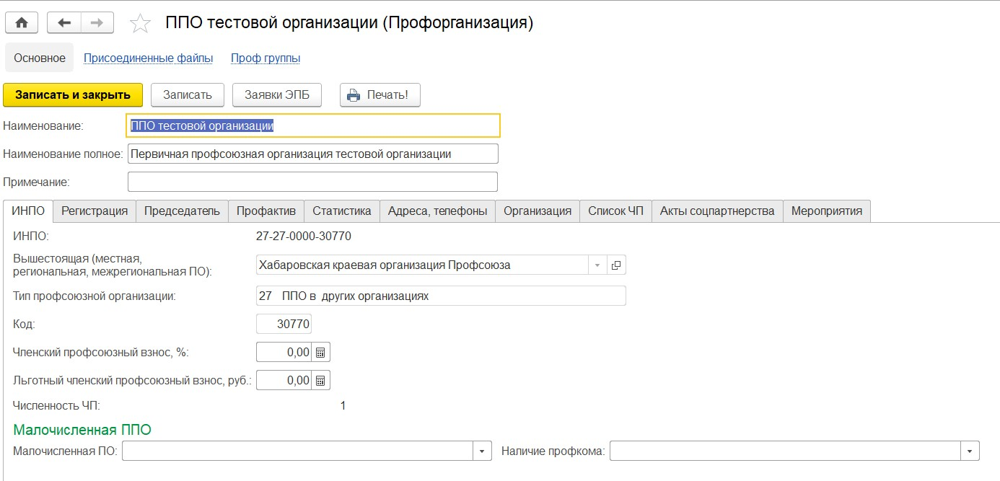 ППО тестовой организации (Профорганизация)
Основное Присоединенные файлы Проф группы
Записать и закрыть Записать Заявки ЭПБ Печать!
Наименование: ППО тестовой организации
Наименование полное: Первичная профсоюзная организация тестовой организации
Примечание:
ИНПО Регистрация Председатель Профактив Статистика Адреса, телефоны Организация Список ЧП Акты соцпартнерства Мероприятия
ИНПО: 27-27-0000-30770
Вышестоящая (местная,
региональная, межрегиональная ПО): Хабаровская краевая организация Профсоюза
Тип профсоюзной организации: 27 ППО в других организациях
Код: 30770
Членский профсоюзный взнос, %: 0,00
Льготный членский профсоюзный взнос, руб.: 0,00
Численность ЧП: 1
Малочисленная ППО
Малочисленная ПО: Наличие профкома: